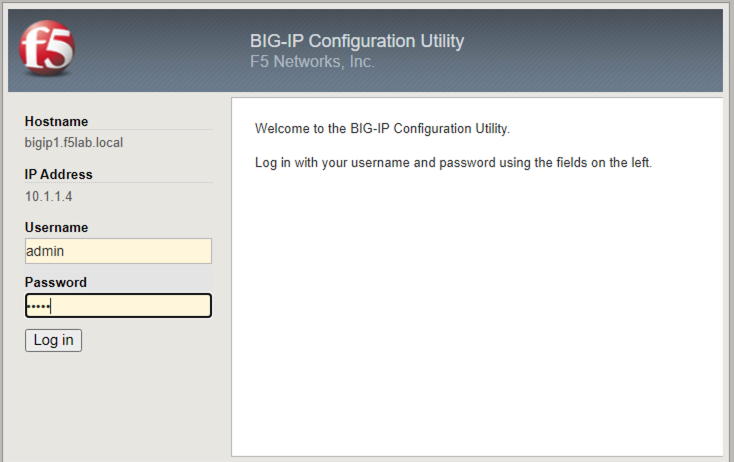 f5
BIG-IP Configuration Utility
F5 Networks, Inc.
Hostname
bigip1.f5lab.local
IP Address
10.1.1.4
Username
admin
Password
•••••
Log in
Welcome to the BIG-IP Configuration Utility.
Log in with your username and password using the fields on the left.